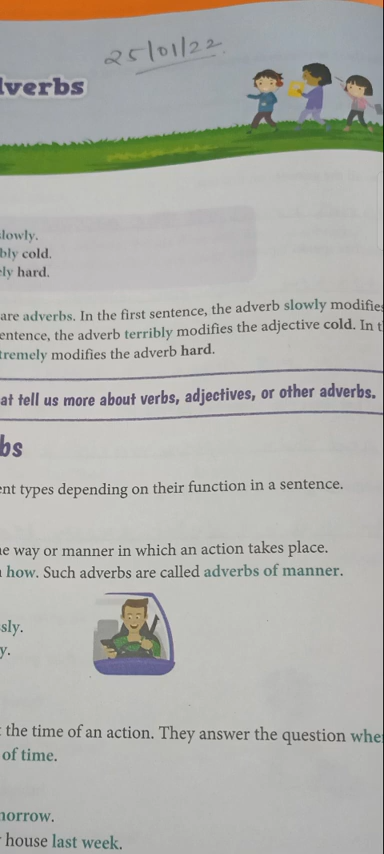 25/01/22
verbs
slowly.
bly cold.
ly hard.
are adverbs. In the first sentence, the adverb slowly modifies
entence, the adverb terribly modifies the adjective cold. In t
tremely modifies the adverb hard.
at tell us more about verbs, adjectives, or other adverbs.
bs
ent types depending on their function in a sentence.
e way or manner in which an action takes place.
how. Such adverbs are called adverbs of manner.
sly.
y.
the time of an action. They answer the question whe
of time.
morrow.
house last week.